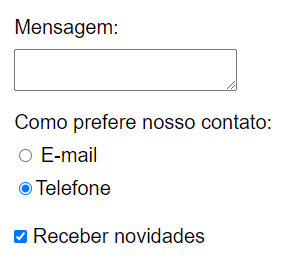 Mensagem:
Como prefere nosso contato:
E-mail
Telefone
Receber novidades